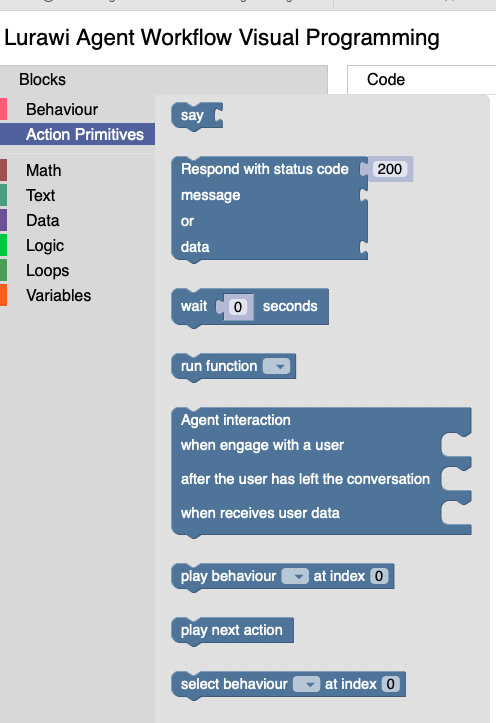 Lurawi Agent Workflow Visual Programming
Blocks
Code
Behaviour
Action Primitives
Math
Text
Data
Logic
Loops
Variables
say
Respond with status code 200
message
or
data
wait 0 seconds
run function
Agent interaction
when engage with a user
after the user has left the conversation
when receives user data
play behaviour at index 0
play next action
select behaviour at index 0